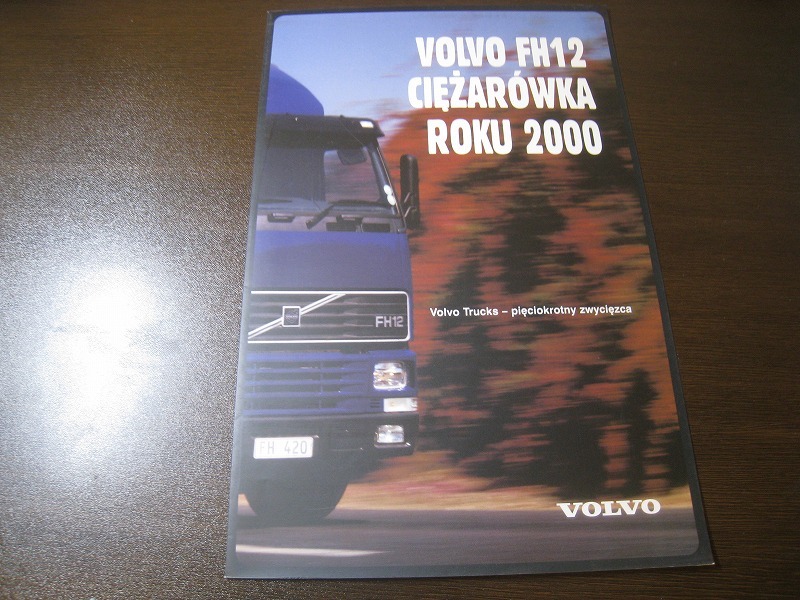 VOLVO FH12
CIĘŻARÓWKA
ROKU 2000
Volvo Trucks – pięciokrotny zwycięzca
FH12
FH 420
VOLVO